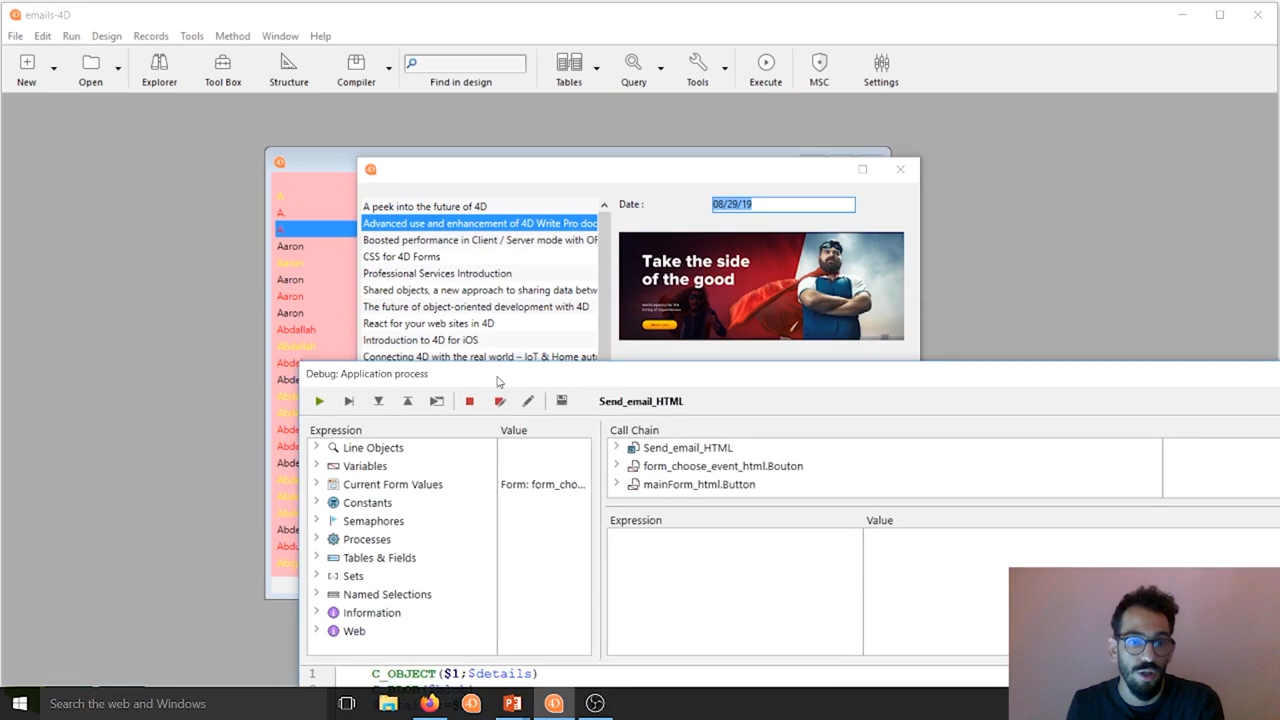 emails-4D
File Edit Run Design Records Tools Method Window Help
New Open Explorer Tool Box Structure Compiler Find in design Tables Query Tools Execute MSC Settings
A peek into the future of 4D
Date :
08/29/19
A.
Advanced use and enhancement of 4D Write Pro doc
Boosted performance in Client / Server mode with OF
Aaron
CSS for 4D Forms
Take the side
of the good
Professional Services Introduction
Aaron
Shared objects, a new approach to sharing data betw
Aaron
The future of object-oriented development with 4D
Aaron
React for your web sites in 4D
Abdallah
Introduction to 4D for iOS
Abdallah
Connecting 4D with the real world – IoT & Home auto
Debug: Application process
Send_email_HTML
Expression Value
Call Chain
Line Objects
Send_email_HTML
Variables
form_choose_event_html.Bouton
Current Form Values Form: form_cho...
mainForm_html.Button
Constants
Semaphores
Expression Value
Processes
Tables & Fields
Sets
Named Selections
Information
Web
1 C_OBJECT($1;$details)
Search the web and Windows